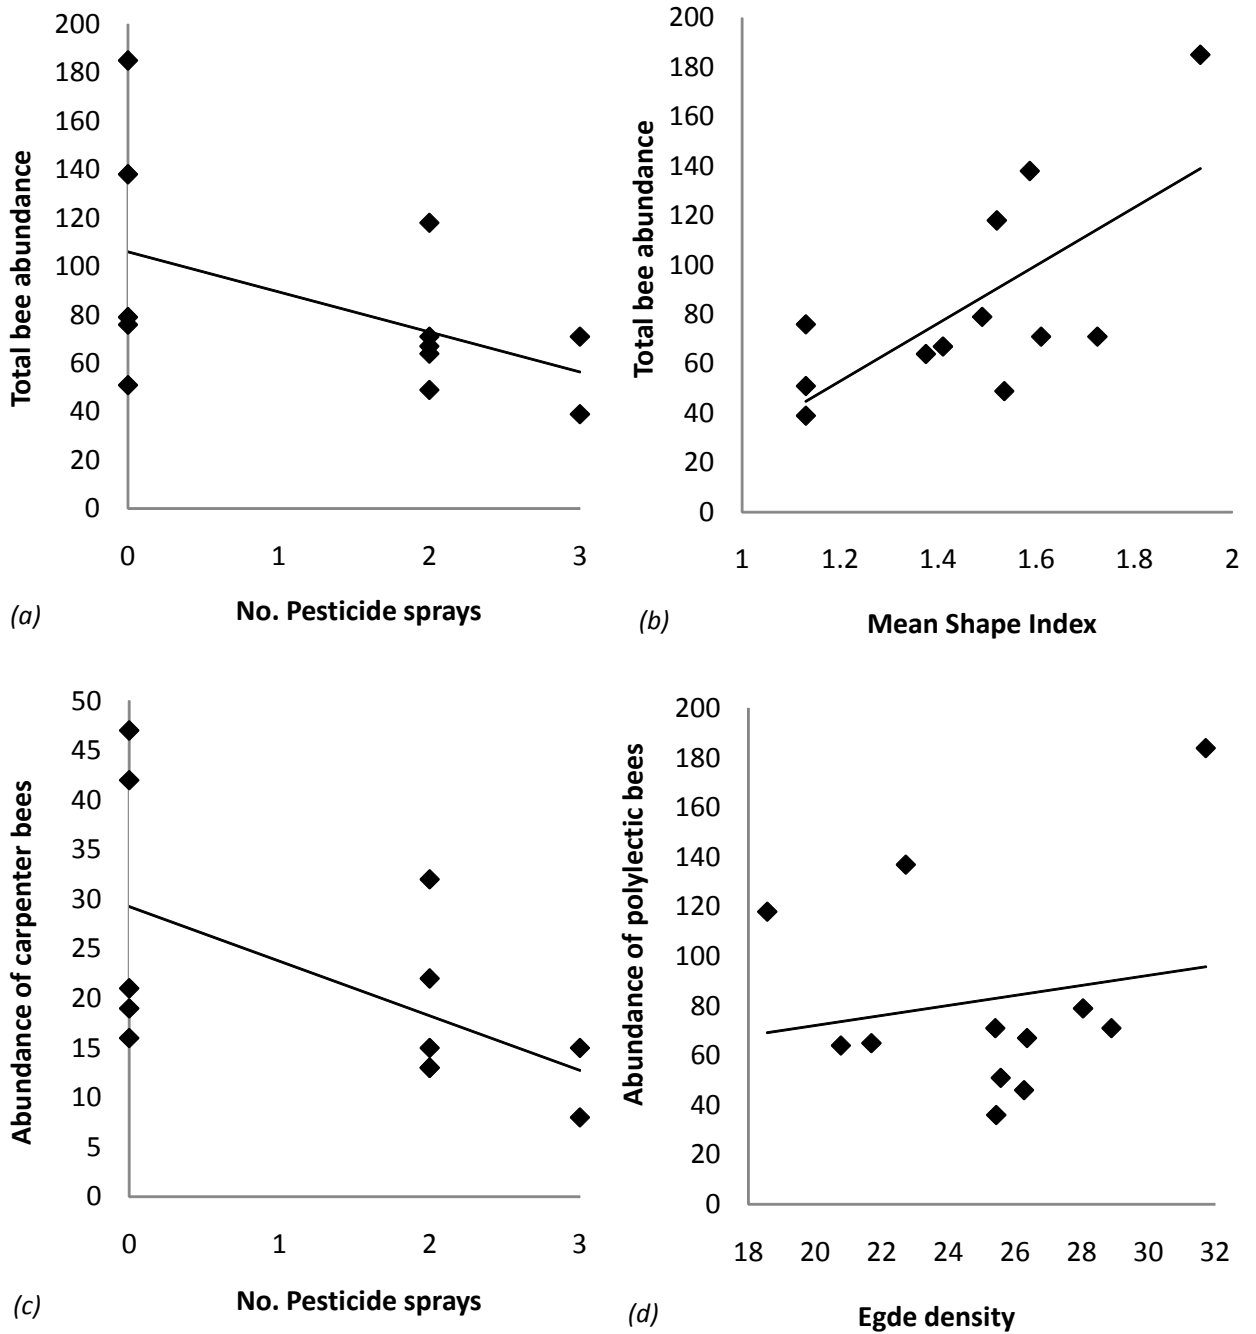 200
180
160
140
120
100
80
60
40
20
0
Total bee abundance
0 1 2 3
No. Pesticide sprays
(a)
200
180
160
140
120
100
80
60
40
20
0
Total bee abundance
1 1.2 1.4 1.6 1.8 2
Mean Shape Index
(b)
50
45
40
35
30
25
20
15
10
5
0
Abundance of carpenter bees
0 1 2 3
No. Pesticide sprays
(c)
200
180
160
140
120
100
80
60
40
20
0
Abundance of polylectic bees
18 20 22 24 26 28 30 32
Egde density
(d)